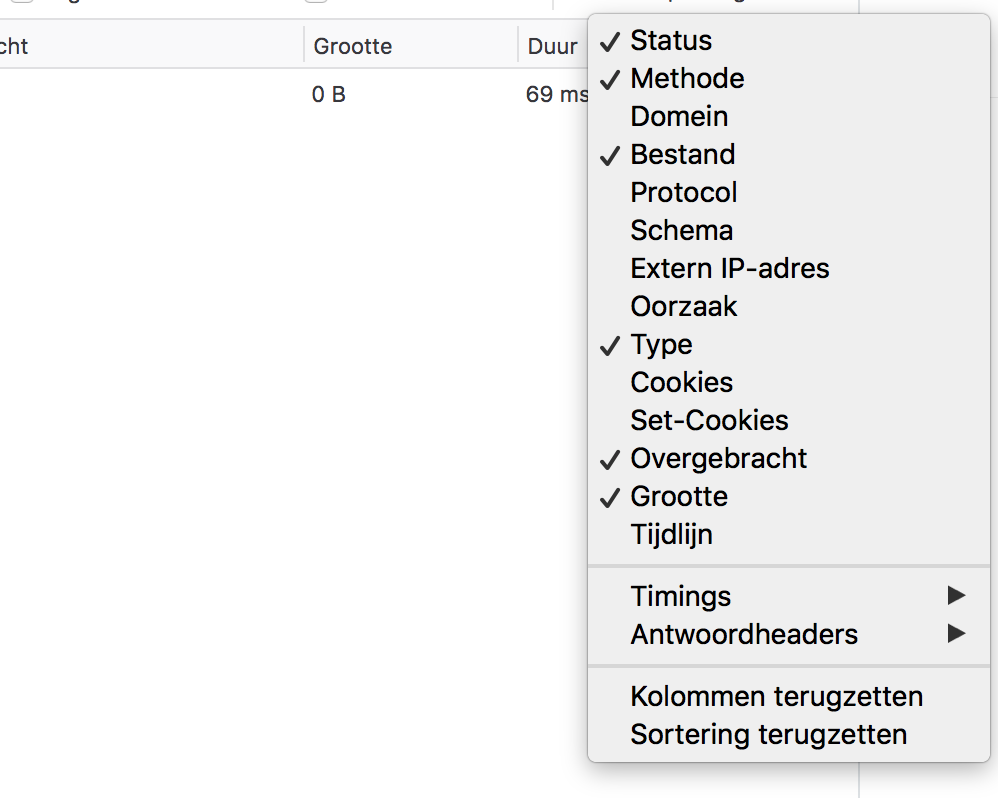 cht
Grootte
Duur
0 B
69 ms
Status
Methode
Domein
Bestand
Protocol
Schema
Extern IP-adres
Oorzaak
Type
Cookies
Set-Cookies
Overgebracht
Grootte
Tijdlijn
Timings
Antwoordheaders
Kolommen terugzetten
Sortering terugzetten